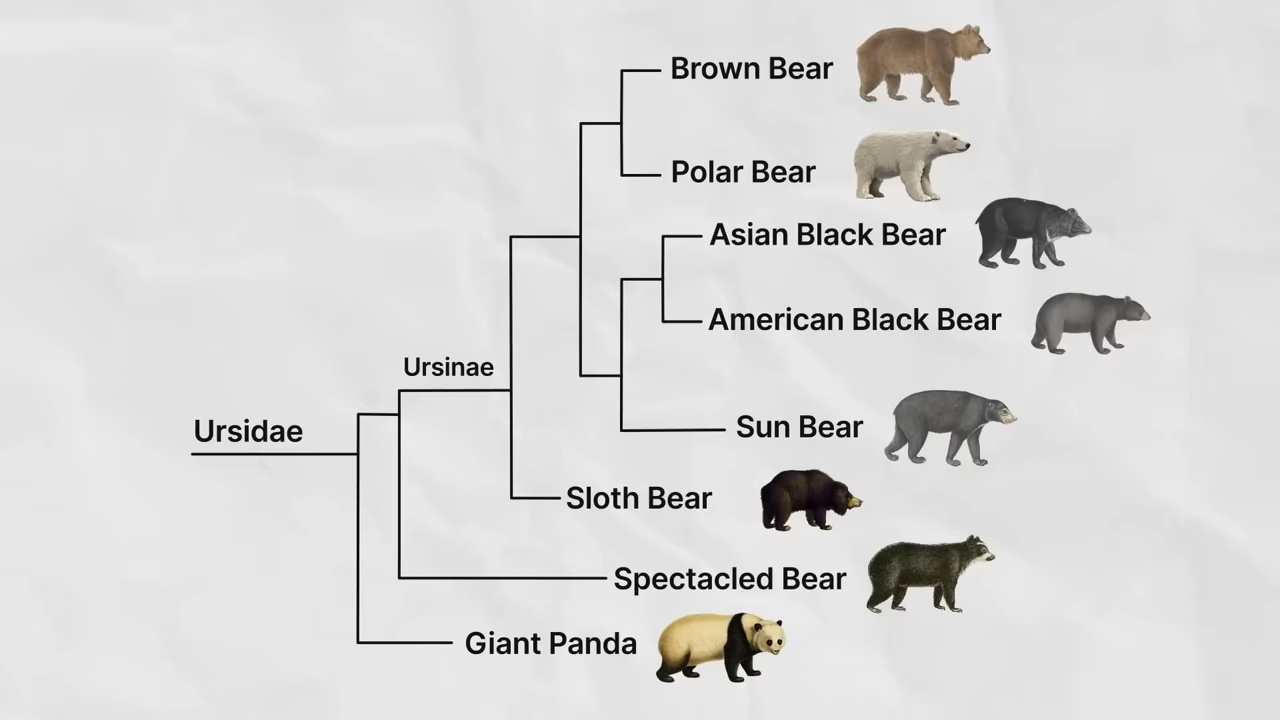 Brown Bear
Polar Bear
Asian Black Bear
American Black Bear
Ursinae
Ursidae
Sun Bear
Sloth Bear
Spectacled Bear
Giant Panda